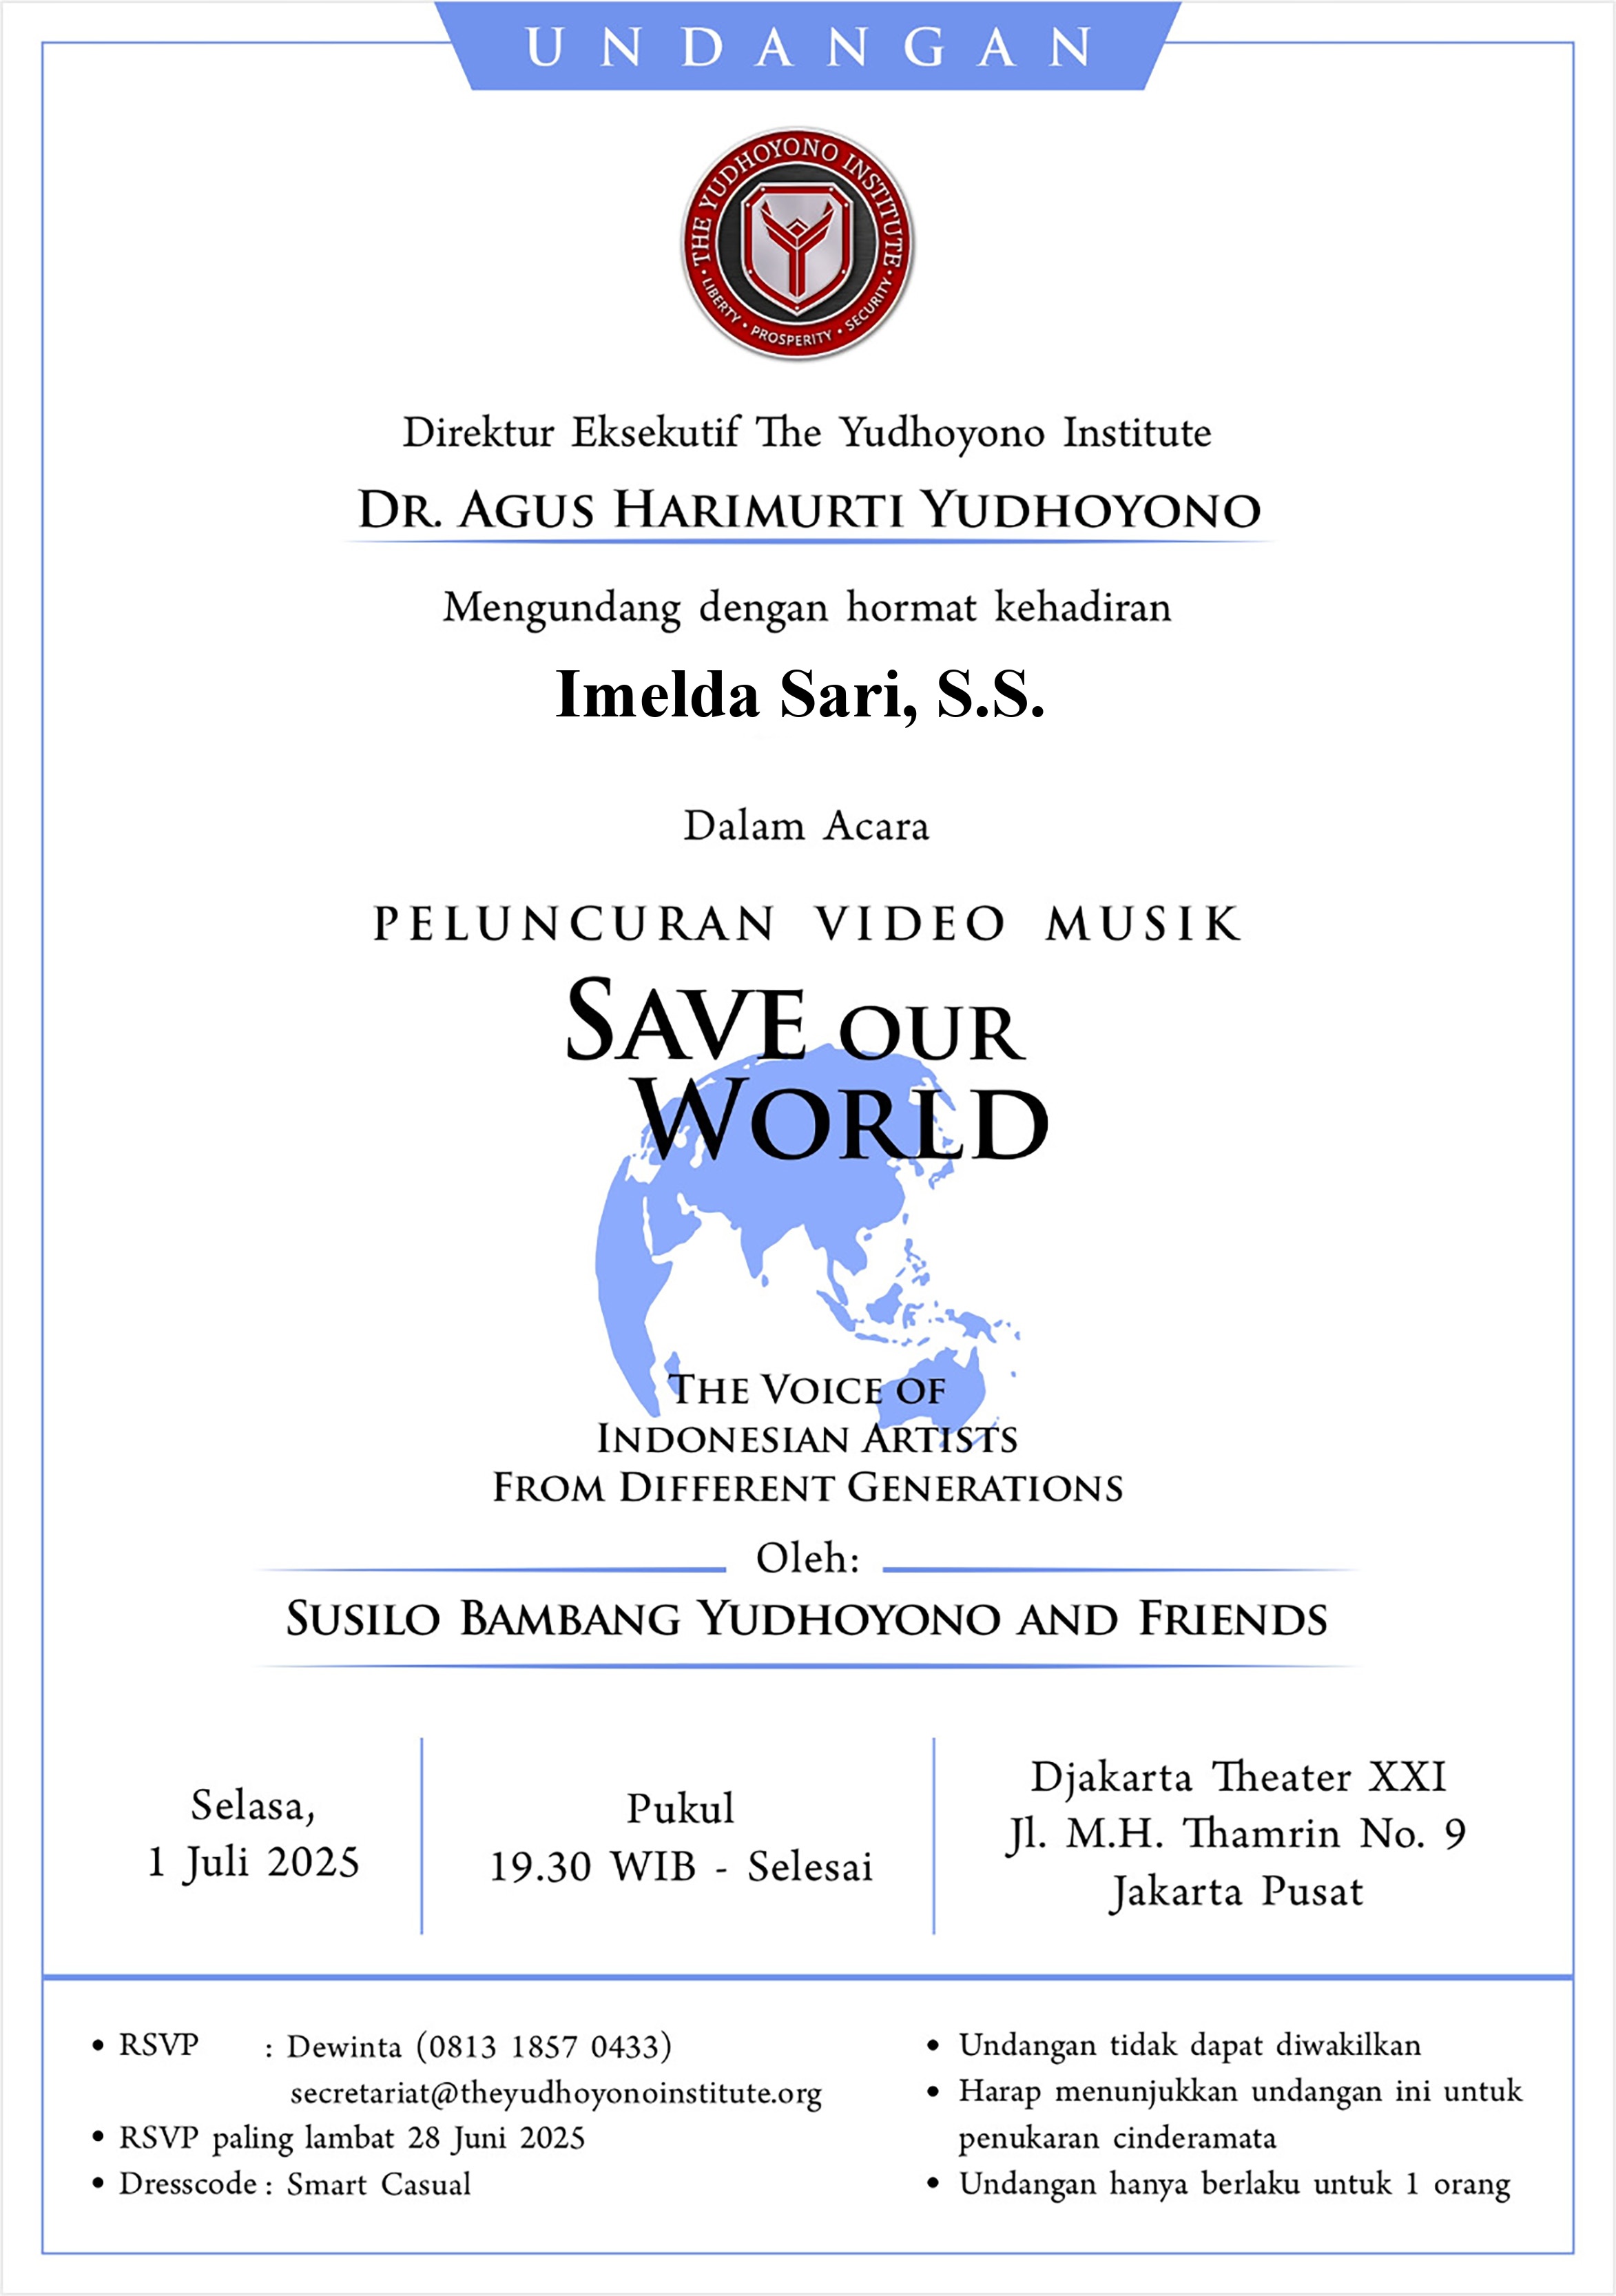 UNDANGAN
THE YUDHOYONO INSTITUTE
LIBERTY • PROSPERITY • SECURITY
Direktur Eksekutif The Yudhoyono Institute
DR. AGUS HARIMURTI YUDHOYONO
Mengundang dengan hormat kehadiran
Imelda Sari, S.S.
Dalam Acara
PELUNCURAN VIDEO MUSIK
SAVE OUR
WORLD
THE VOICE OF
INDONESIAN ARTISTS
FROM DIFFERENT GENERATIONS
Oleh:
SUSILO BAMBANG YUDHOYONO AND FRIENDS
Selasa,
1 Juli 2025
Pukul
19.30 WIB - Selesai
Djakarta Theater XXI
Jl. M.H. Thamrin No. 9
Jakarta Pusat
• RSVP : Dewinta (0813 1857 0433)
secretariat@theyudhoyonoinstitute.org
• RSVP paling lambat 28 Juni 2025
• Dresscode : Smart Casual
• Undangan tidak dapat diwakilkan
• Harap menunjukkan undangan ini untuk
penukaran cinderamata
• Undangan hanya berlaku untuk 1 orang